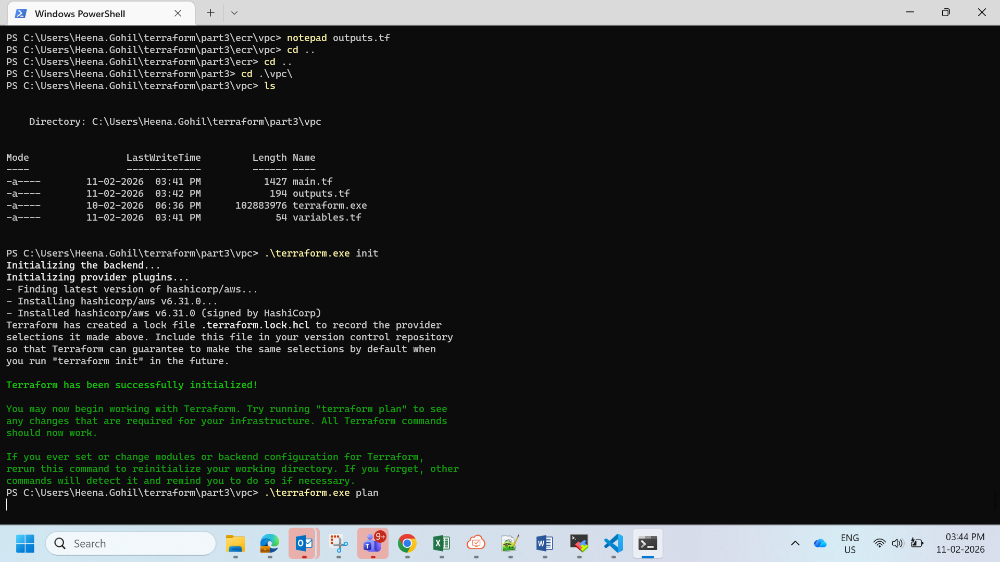 Windows PowerShell
PS C:\Users\Heena.Gohil\terraform\part3\ecr\vpc> notepad outputs.tf
PS C:\Users\Heena.Gohil\terraform\part3\ecr\vpc> cd ..
PS C:\Users\Heena.Gohil\terraform\part3\ecr> cd ..
PS C:\Users\Heena.Gohil\terraform\part3> cd .\vpc\
PS C:\Users\Heena.Gohil\terraform\part3\vpc> ls
Directory: C:\Users\Heena.Gohil\terraform\part3\vpc
Mode                 LastWriteTime         Length Name
----                 -------------         ------ ----
-a----        11-02-2026  03:41 PM           1427 main.tf
-a----        11-02-2026  03:42 PM            194 outputs.tf
-a----        10-02-2026  06:36 PM      102883976 terraform.exe
-a----        11-02-2026  03:41 PM             54 variables.tf
PS C:\Users\Heena.Gohil\terraform\part3\vpc> .\terraform.exe init
Initializing the backend...
Initializing provider plugins...
- Finding latest version of hashicorp/aws...
- Installing hashicorp/aws v6.31.0...
- Installed hashicorp/aws v6.31.0 (signed by HashiCorp)
Terraform has created a lock file .terraform.lock.hcl to record the provider
selections it made above. Include this file in your version control repository
so that Terraform can guarantee to make the same selections by default when
you run "terraform init" in the future.
Terraform has been successfully initialized!
You may now begin working with Terraform. Try running "terraform plan" to see
any changes that are required for your infrastructure. All Terraform commands
should now work.
If you ever set or change modules or backend configuration for Terraform,
rerun this command to reinitialize your working directory. If you forget, other
commands will detect it and remind you to do so if necessary.
PS C:\Users\Heena.Gohil\terraform\part3\vpc> .\terraform.exe plan
Search
9+
ENG
US
03:44 PM
11-02-2026